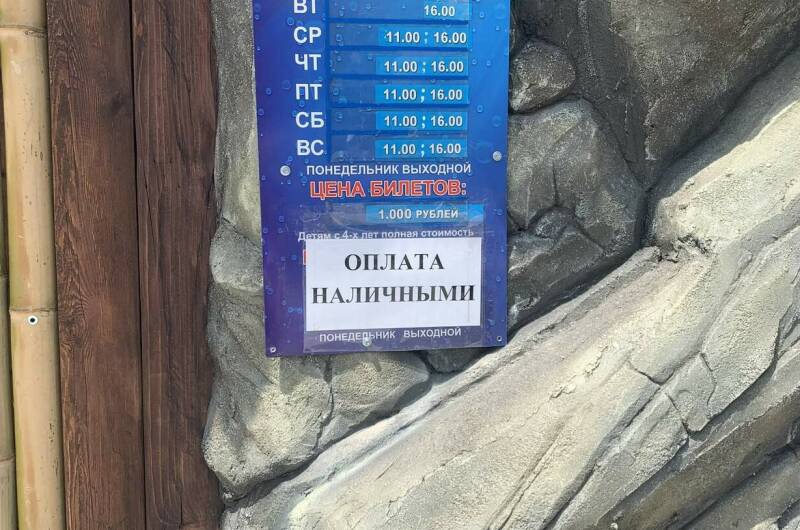 ВТ 16.00
СР 11.00 ; 16.00
ЧТ 11.00 ; 16.00
ПТ 11.00 ; 16.00
СБ 11.00 ; 16.00
ВС 11.00 ; 16.00
ПОНЕДЕЛЬНИК ВЫХОДНОЙ
ЦЕНА БИЛЕТОВ:
1.000 РУБЛЕЙ
Детям с 4-х лет полная стоимость
ОПЛАТА
НАЛИЧНЫМИ
ПОНЕДЕЛЬНИК ВЫХОДНОЙ